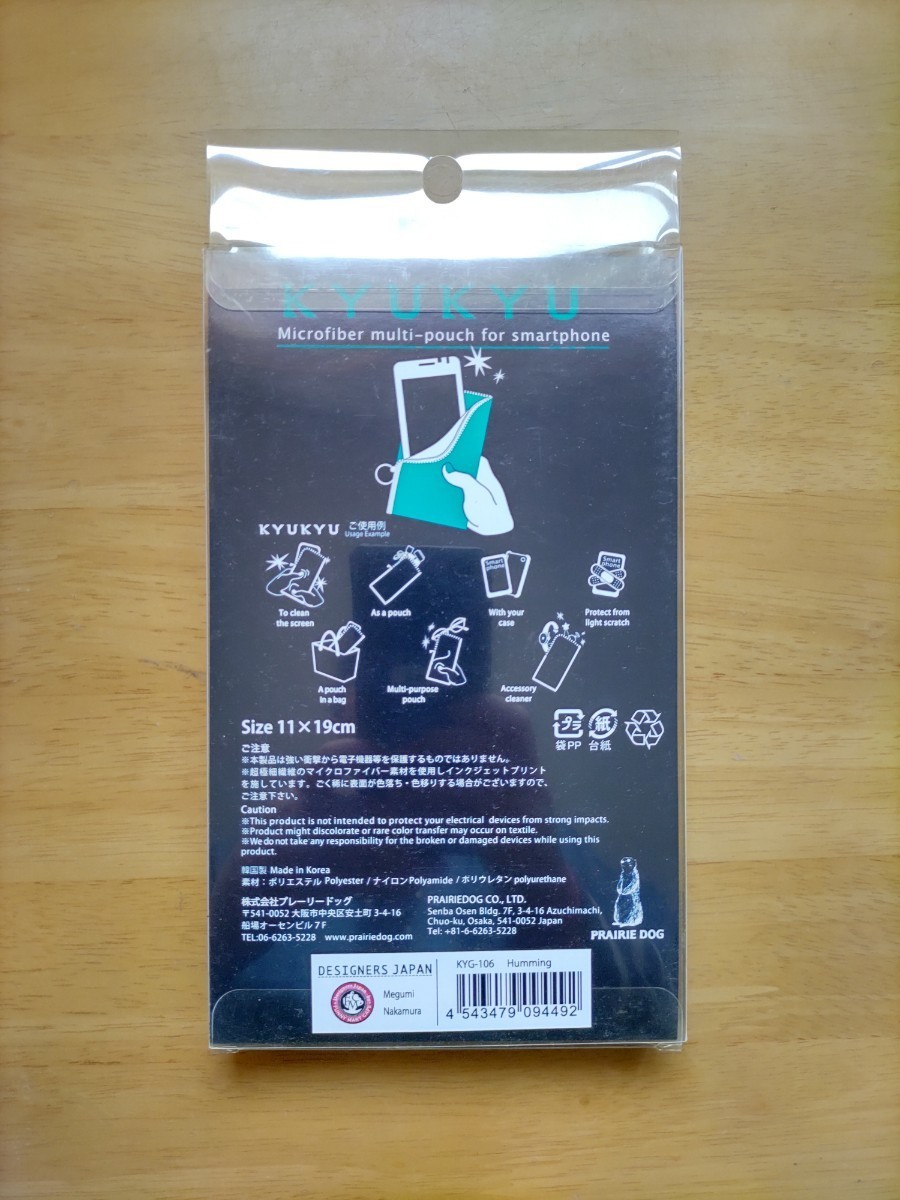 KYUKYU
Microfiber multi-pouch for smartphone
KYUKYU ご使用例
Usage Example
Smart
phone
Smart
phone
To clean
the screen
As a pouch
With your
case
Protect from
light scratch
A pouch
in a bag
Multi-purpose
pouch
Accessory
cleaner
Size 11×19cm
プラ 紙
袋PP 台紙
ご注意
※本製品は強い衝撃から電子機器等を保護するものではありません。
※超極細繊維のマイクロファイバー素材を使用しインクジェットプリント
を施しています。ごく稀に表面が色落ち・色移りする場合がございますので、
ご注意下さい。
Caution
※This product is not intended to protect your electrical devices from strong impacts.
※Product might discolorate or rare color transfer may occur on textile.
※We do not take any responsibility for the broken or damaged devices while using this
product.
韓国製 Made in Korea
素材：ポリエステル Polyester / ナイロン Polyamide / ポリウレタン polyurethane
株式会社プレーリードッグ
〒541-0052 大阪市中央区安土町 3-4-16
船場オーセンビル 7F
TEL:06-6263-5228 www.prairiedog.com
PRAIRIEDOG CO., LTD.
Senba Osen Bldg. 7F, 3-4-16 Azuchimachi,
Chuo-ku, Osaka, 541-0052 Japan
Tel: +81-6-6263-5228
PRAIRIE DOG
DESIGNERS JAPAN
Megumi
Nakamura
KYG-106 Humming
4 543479 094492